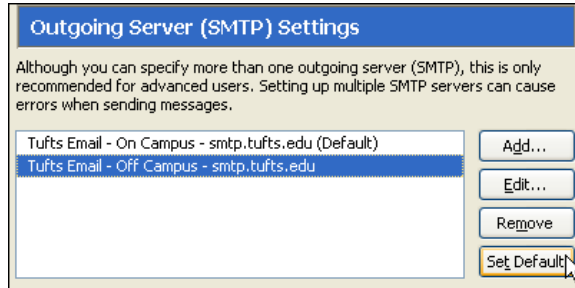 Outgoing Server (SMTP) Settings
Although you can specify more than one outgoing server (SMTP), this is only
recommended for advanced users. Setting up multiple SMTP servers can cause
errors when sending messages.
Tufts Email - On Campus - smtp.tufts.edu (Default)
Tufts Email - Off Campus - smtp.tufts.edu
Add...
Edit...
Remove
Set Default